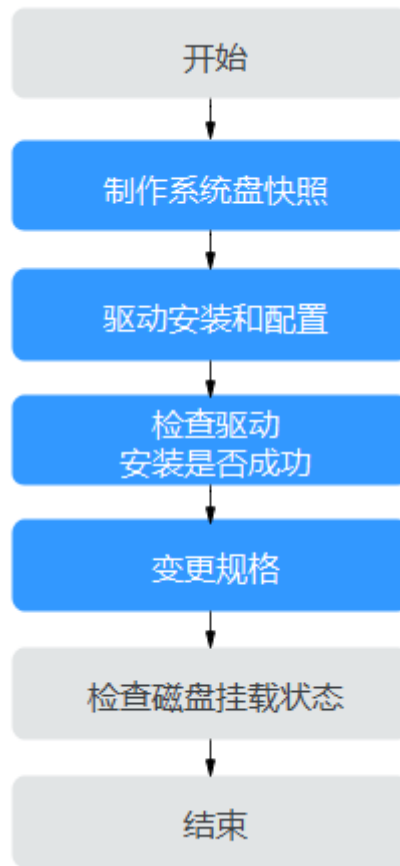 开始
制作系统盘快照
驱动安装和配置
检查驱动
安装是否成功
变更规格
检查磁盘挂载状态
结束